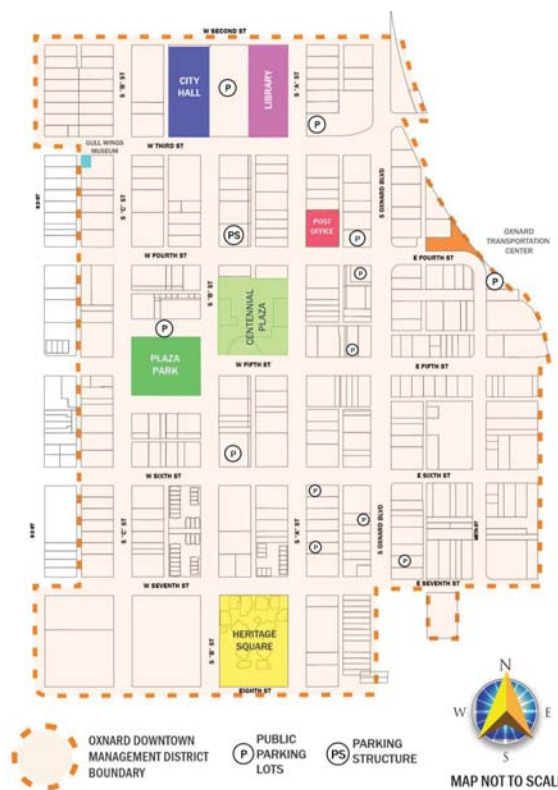 W SECOND ST
CITY
HALL
P
LIBRARY
S "B" ST
S "A" ST
P
W THIRD ST
GULL WINGS
MUSEUM
S "C" ST
PS
POST
OFFICE
P
S OXNARD BLVD
OXNARD
TRANSPORTATION
CENTER
W FOURTH ST
E FOURTH ST
P
P
S "B" ST
CENTENNIAL
PLAZA
P
P
PLAZA
PARK
W FIFTH ST
E FIFTH ST
P
W SIXTH ST
E SIXTH ST
P
P
P
P
S "C" ST
S "A" ST
S OXNARD BLVD
W SEVENTH ST
E SEVENTH ST
S "B" ST
HERITAGE
SQUARE
EIGHTH ST
N
W
E
S
OXNARD DOWNTOWN
MANAGEMENT DISTRICT
BOUNDARY
P
PUBLIC
PARKING
LOTS
PS
PARKING
STRUCTURE
MAP NOT TO SCAL